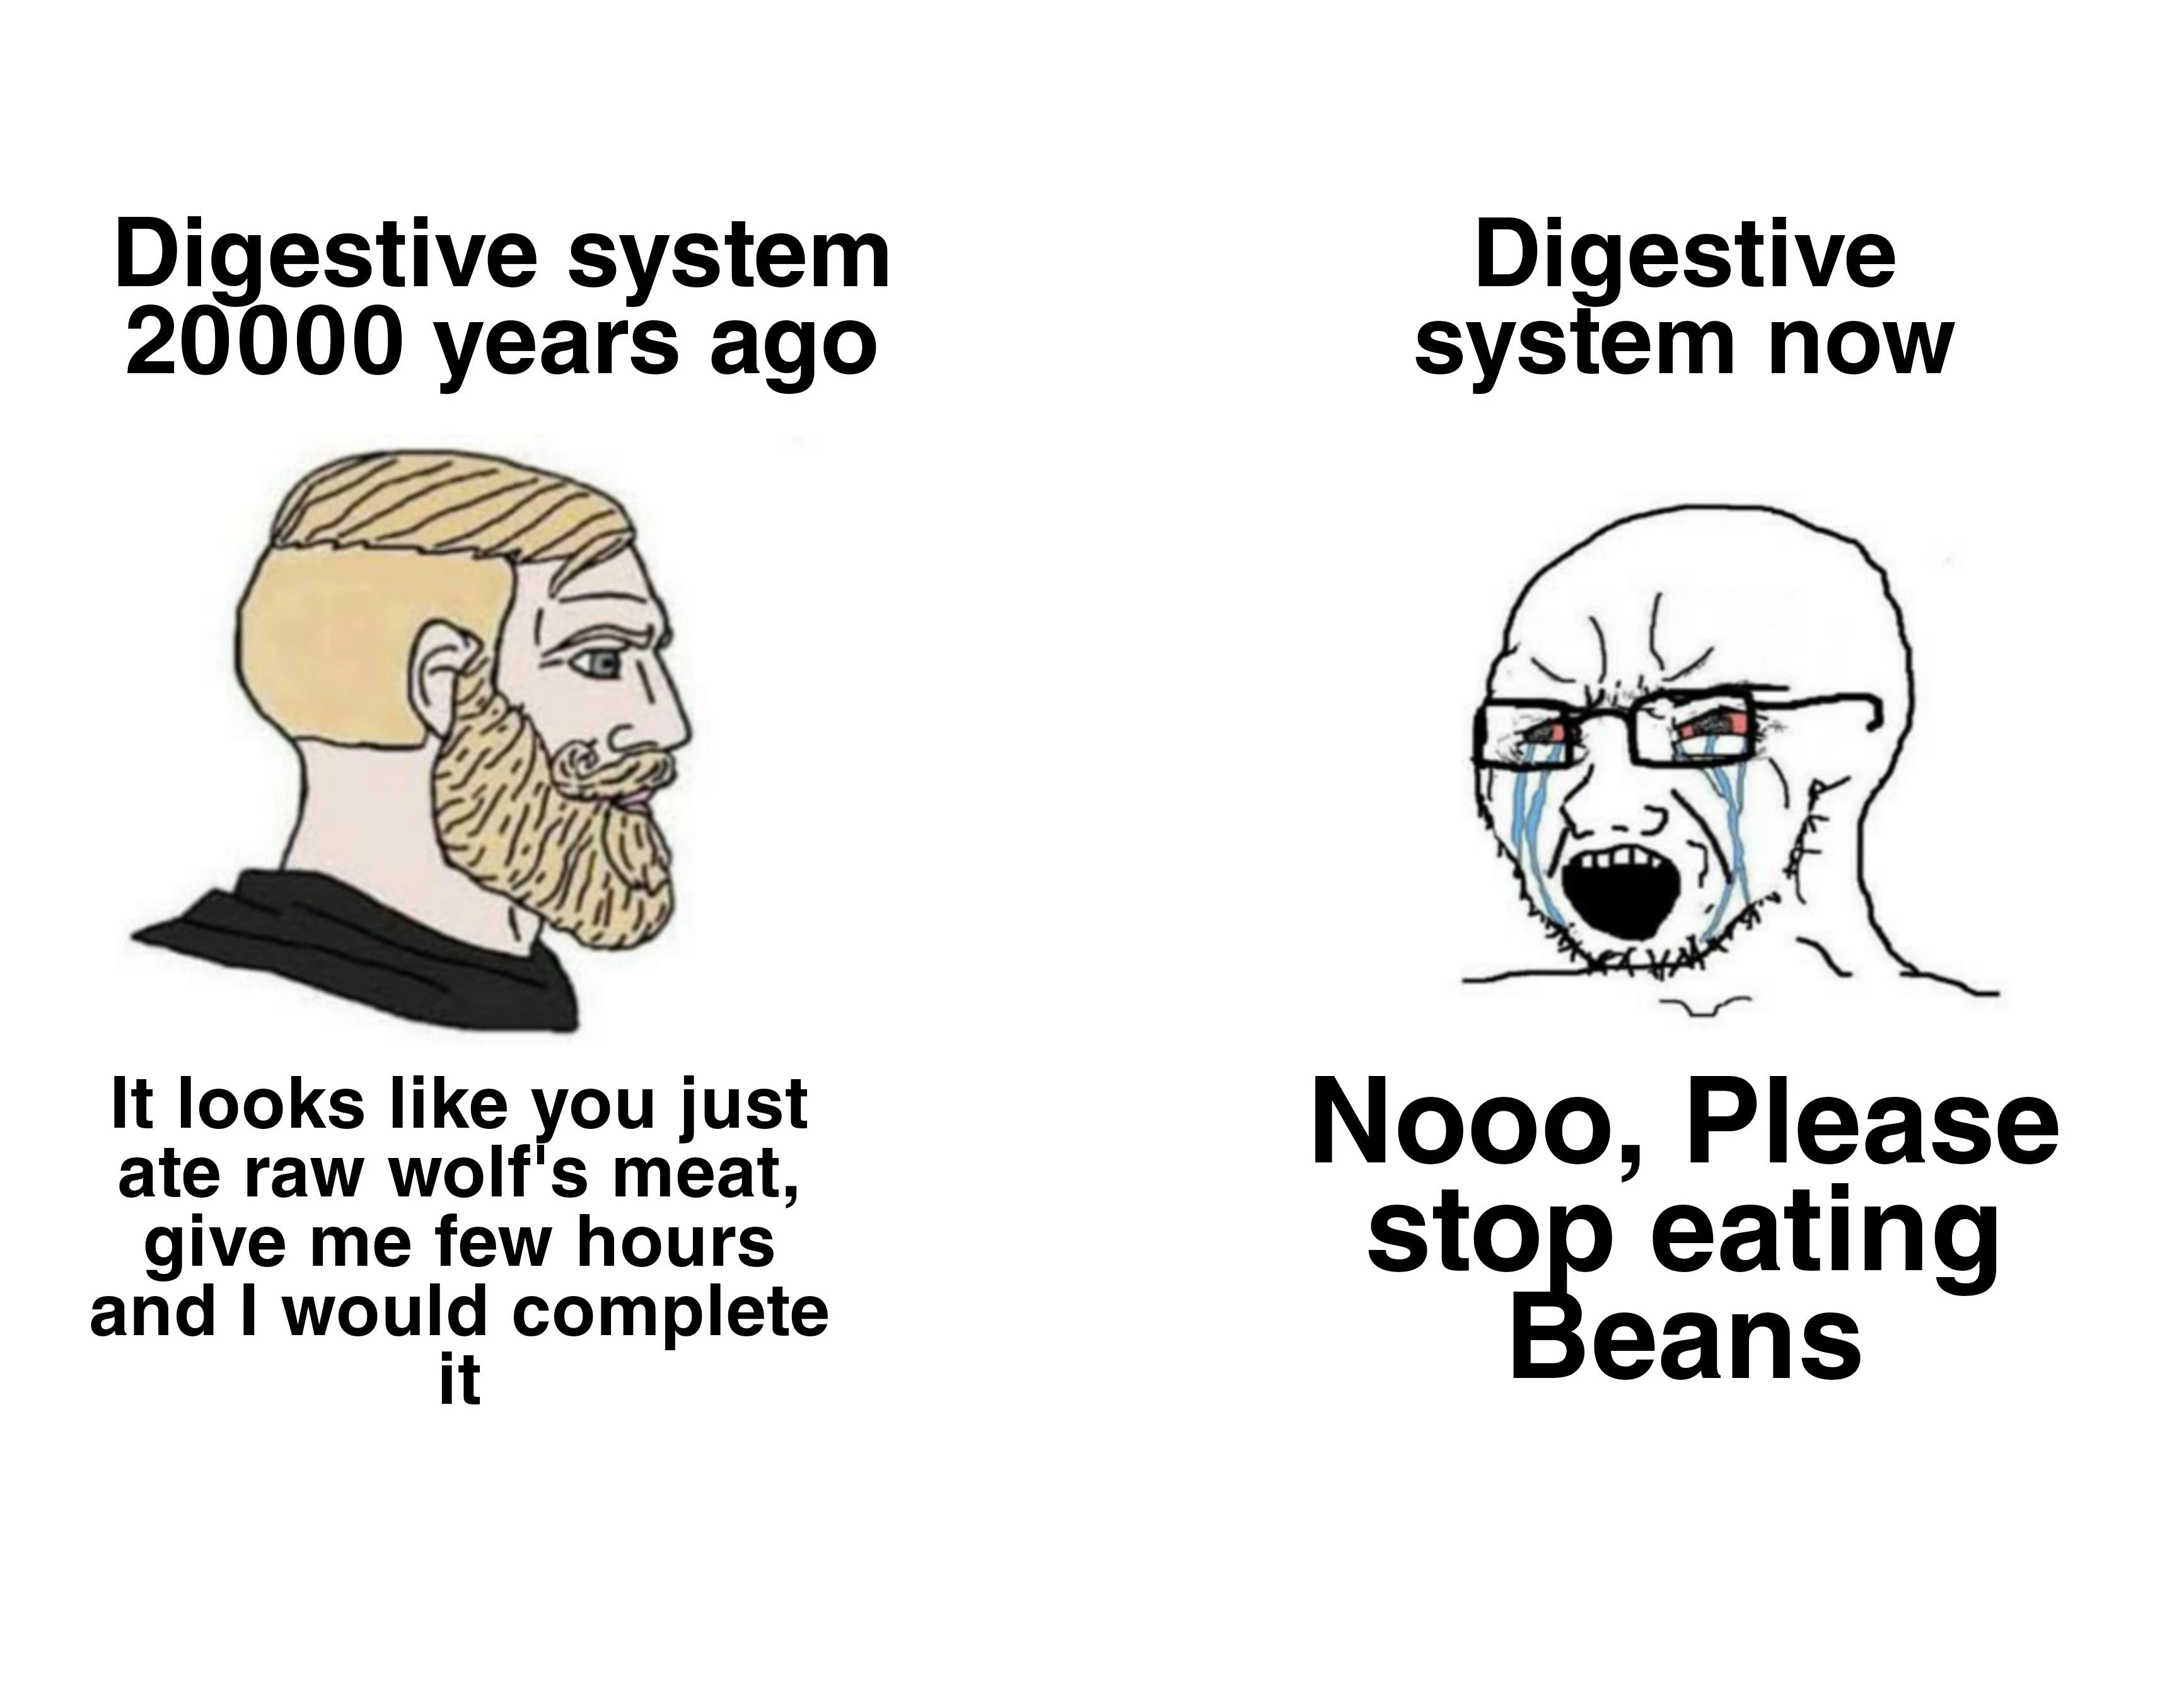 Digestive system
20000 years ago
It looks like you just
ate raw wolf's meat,
give me few hours
and I would complete
it
Digestive
system now
Nooo, Please
stop eating
Beans